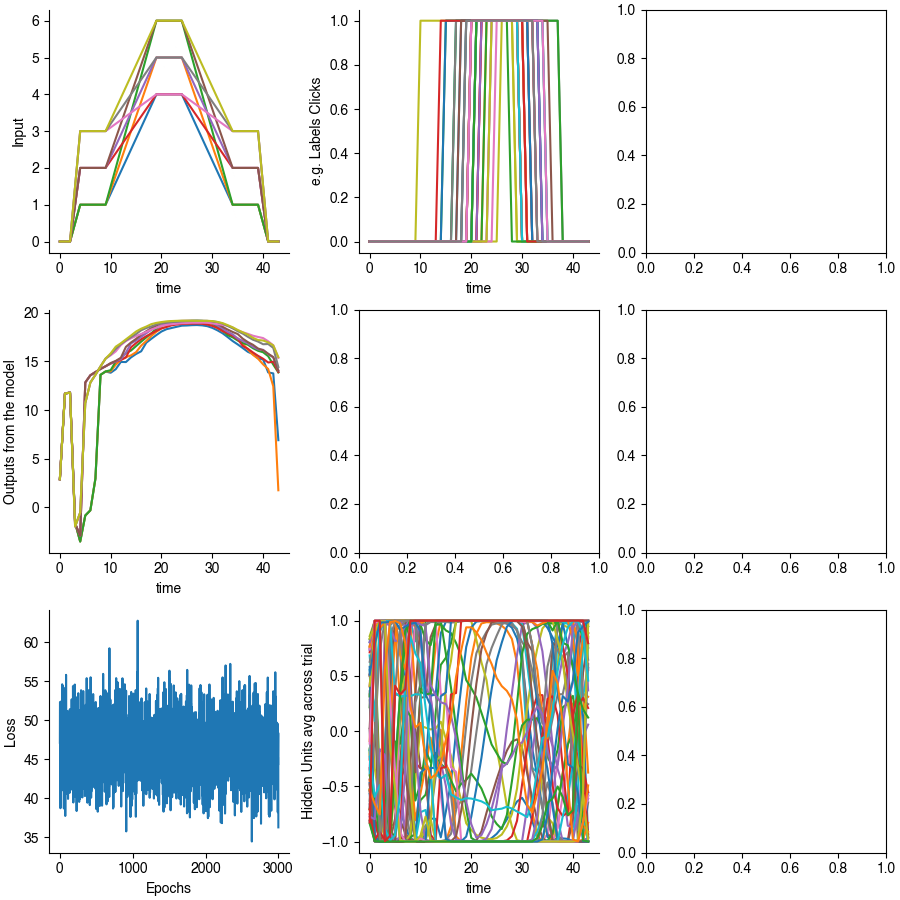 6
5
4
3
2
1
0
Input
0 10 20 30 40
time
1.0
0.8
0.6
0.4
0.2
0.0
e.g. Labels Clicks
0 10 20 30 40
time
1.0
0.8
0.6
0.4
0.2
0.0
0.0 0.2 0.4 0.6 0.8 1.0
20
15
10
5
0
Outputs from the model
0 10 20 30 40
time
1.0
0.8
0.6
0.4
0.2
0.0
0.0 0.2 0.4 0.6 0.8 1.0
1.0
0.8
0.6
0.4
0.2
0.0
0.0 0.2 0.4 0.6 0.8 1.0
60
55
50
45
40
35
Loss
0 1000 2000 3000
Epochs
1.0
0.5
0.0
−0.5
−1.0
Hidden Units avg across trial
0 10 20 30 40
time
1.0
0.8
0.6
0.4
0.2
0.0
0.0 0.2 0.4 0.6 0.8 1.0